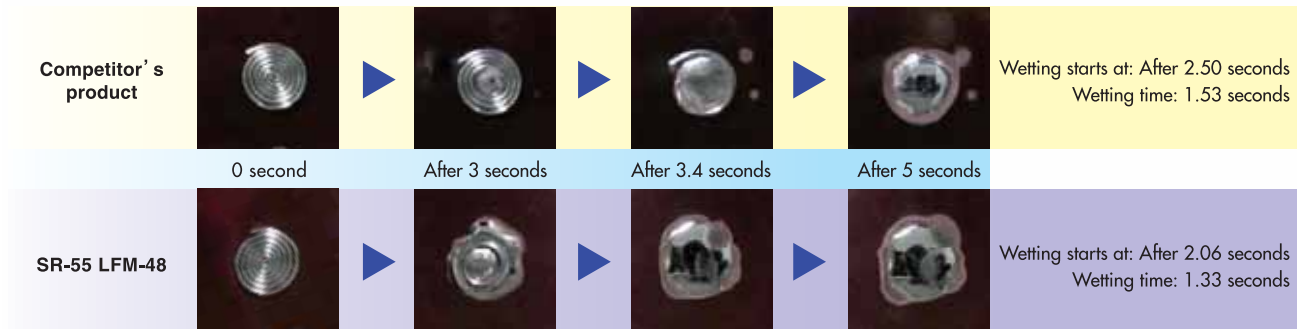 Competitor's
product
Wetting starts at: After 2.50 seconds
Wetting time: 1.53 seconds
0 second
After 3 seconds
After 3.4 seconds
After 5 seconds
SR-55 LFM-48
Wetting starts at: After 2.06 seconds
Wetting time: 1.33 seconds